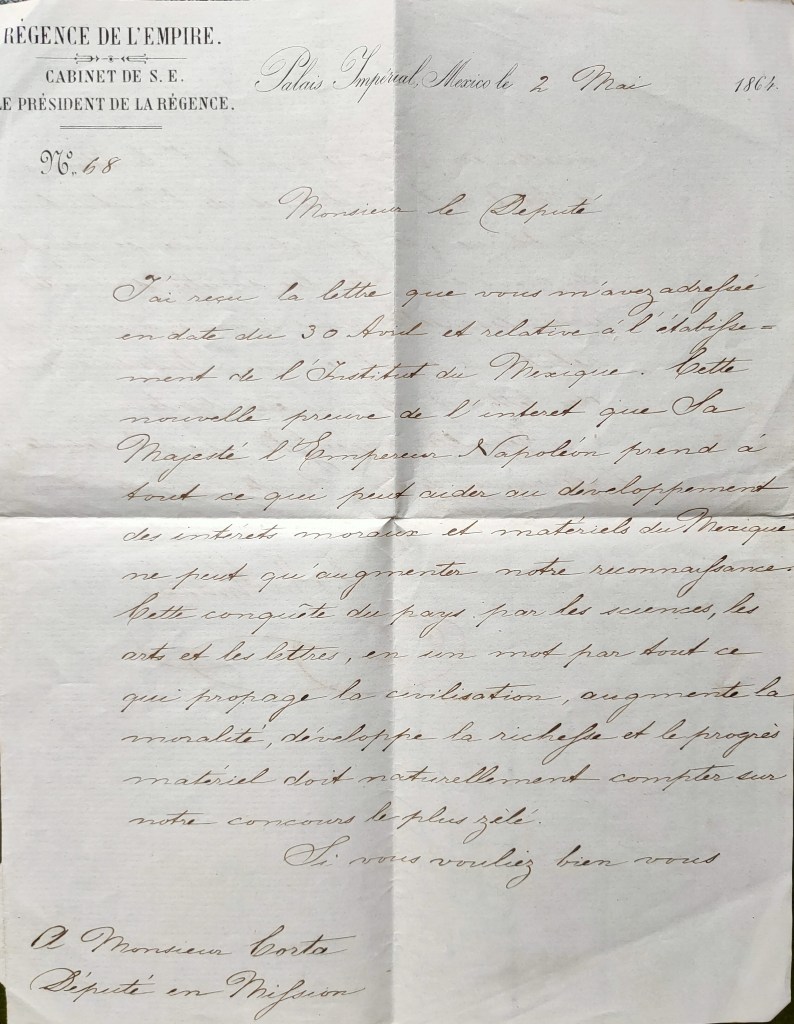 RÉGENCE DE L'EMPIRE.
CABINET DE S. E.
LE PRÉSIDENT DE LA RÉGENCE.
Palais Impérial, Mexico le 2 Mai 1864.
Nº. 68
Monsieur le Deputé
J'ai reçu la lettre que vous m'avez adressée
en date du 30 Avril et relative à l'étabisse=
ment de l'Institut du Mexique. Cette
nouvelle preuve de l'interet que Sa
Majesté l'Empereur Napoléon prend á
tout ce qui peut aider au développement
des intérets moraux et matériels du Mexique
ne peut qu'augmenter notre reconnaissance.
Cette conquête du pays par les sciences, les
arts et les lettres, en un mot par tout ce
qui propage la civilisation, augmente la
moralité, développe la richesse et le progrès
matériel doit naturellement compter sur
notre concours le plus zèlé.
Si vous vouliez bien vous
A Monsieur Corta
Député en Mission